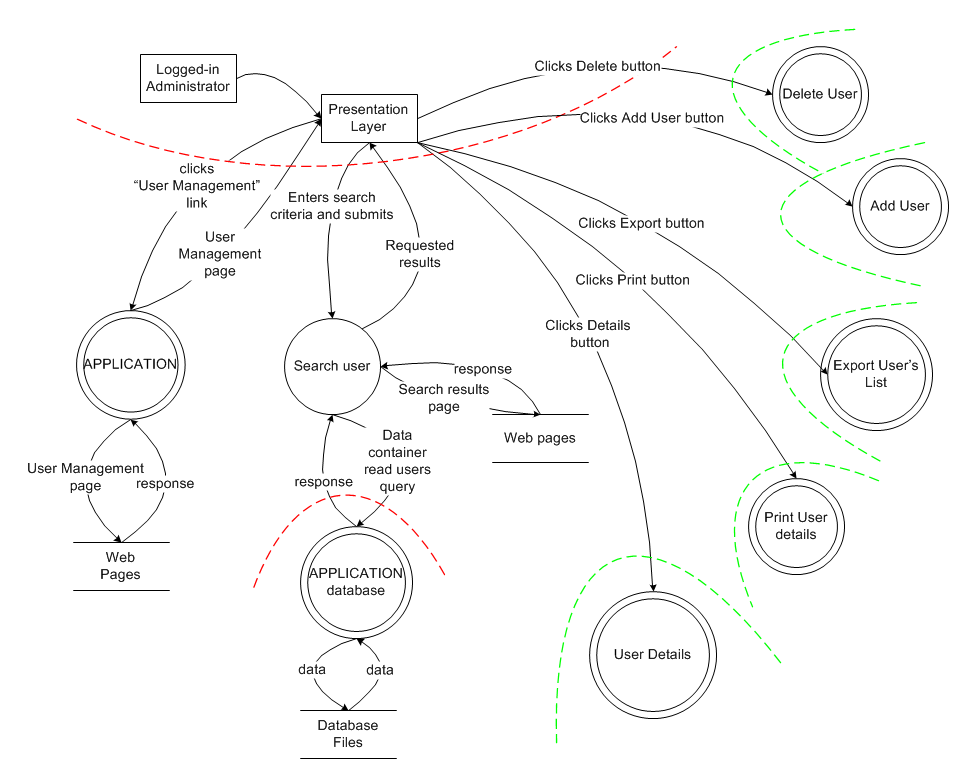 Logged-in
Administrator
Presentation
Layer
Clicks Delete button
Delete User
Clicks Add User button
Add User
clicks
“User Management”
link
User
Management
page
Enters search
criteria and submits
Requested
results
Clicks Export button
Clicks Print button
Clicks Details
button
APPLICATION
Search user
response
Search results
page
Web pages
Export User's
List
User Management
page
response
Web
Pages
Data
container
read users
query
response
APPLICATION
database
data
data
Database
Files
Print User
details
User Details